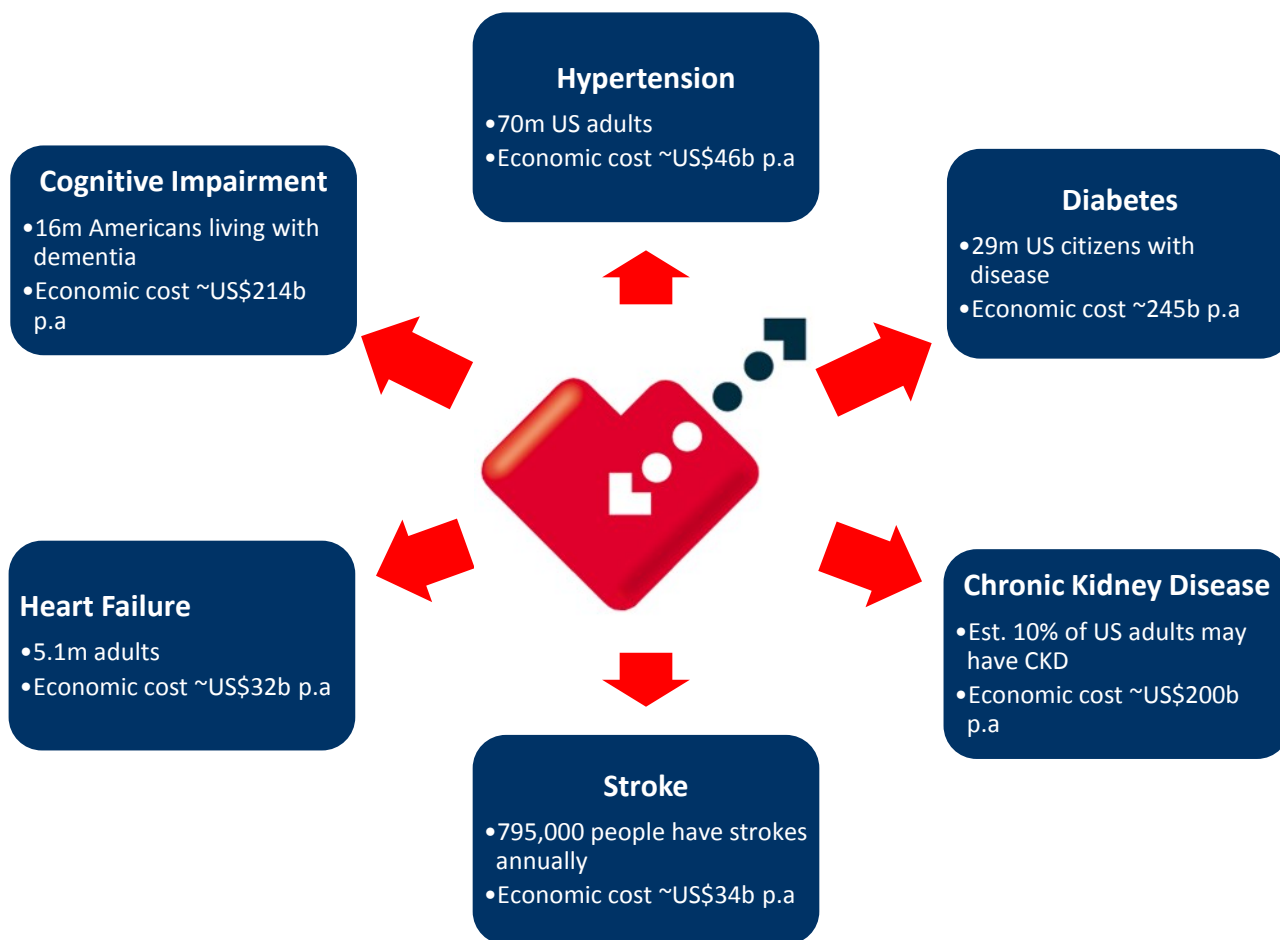 Hypertension
•70m US adults
•Economic cost ~US$46b p.a
Cognitive Impairment
•16m Americans living with
dementia
•Economic cost ~US$214b
p.a
Diabetes
•29m US citizens with
disease
•Economic cost ~245b p.a
Heart Failure
•5.1m adults
•Economic cost ~US$32b p.a
Chronic Kidney Disease
•Est. 10% of US adults may
have CKD
•Economic cost ~US$200b
p.a
Stroke
•795,000 people have strokes
annually
•Economic cost ~US$34b p.a